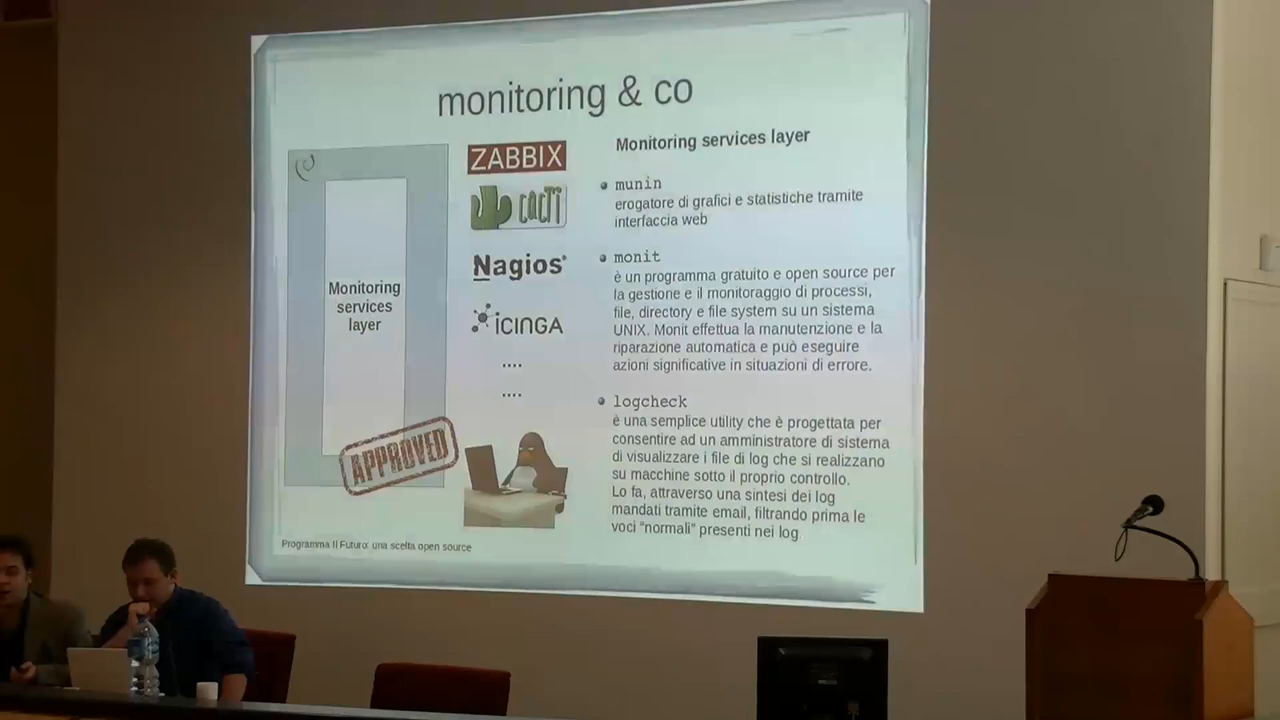 monitoring & co
Monitoring
services
layer
APPROVED
ZABBIX
cacti
Nagios®
ICINGA
....
....
Monitoring services layer
munin
erogatore di grafici e statistiche tramite
interfaccia web
monit
è un programma gratuito e open source per
la gestione e il monitoraggio di processi,
file, directory e file system su un sistema
UNIX. Monit effettua la manutenzione e la
riparazione automatica e può eseguire
azioni significative in situazioni di errore.
logcheck
è una semplice utility che è progettata per
consentire ad un amministratore di sistema
di visualizzare i file di log che si realizzano
su macchine sotto il proprio controllo.
Lo fa, attraverso una sintesi dei log
mandati tramite email, filtrando prima le
voci "normali" presenti nei log
Programma Il Futuro: una scelta open source